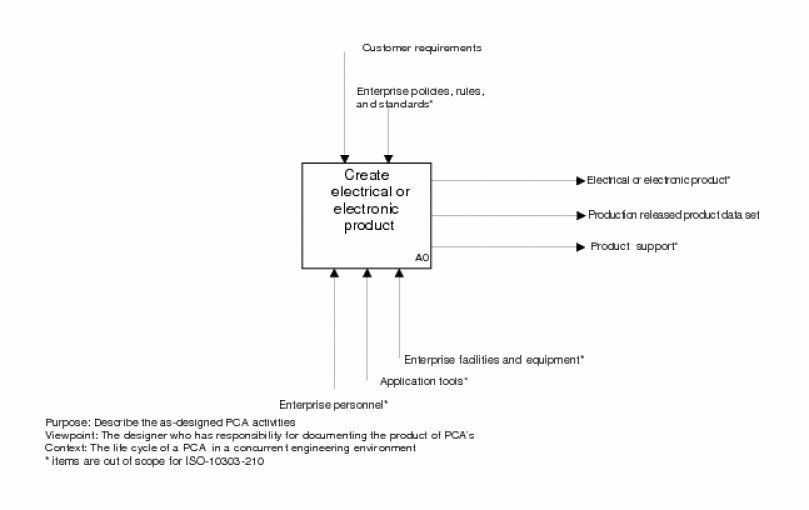 Customer requirements
Enterprise policies, rules,
and standards*
Create
electrical or
electronic
product
A0
Electrical or electronic product*
Production released product data set
Product support*
Enterprise facilities and equipment*
Application tools*
Enterprise personnel*
Purpose: Describe the as-designed PCA activities
Viewpoint: The designer who has responsibility for documenting the product of PCA's
Context: The life cycle of a PCA in a concurrent engineering environment
* items are out of scope for ISO-10303-210